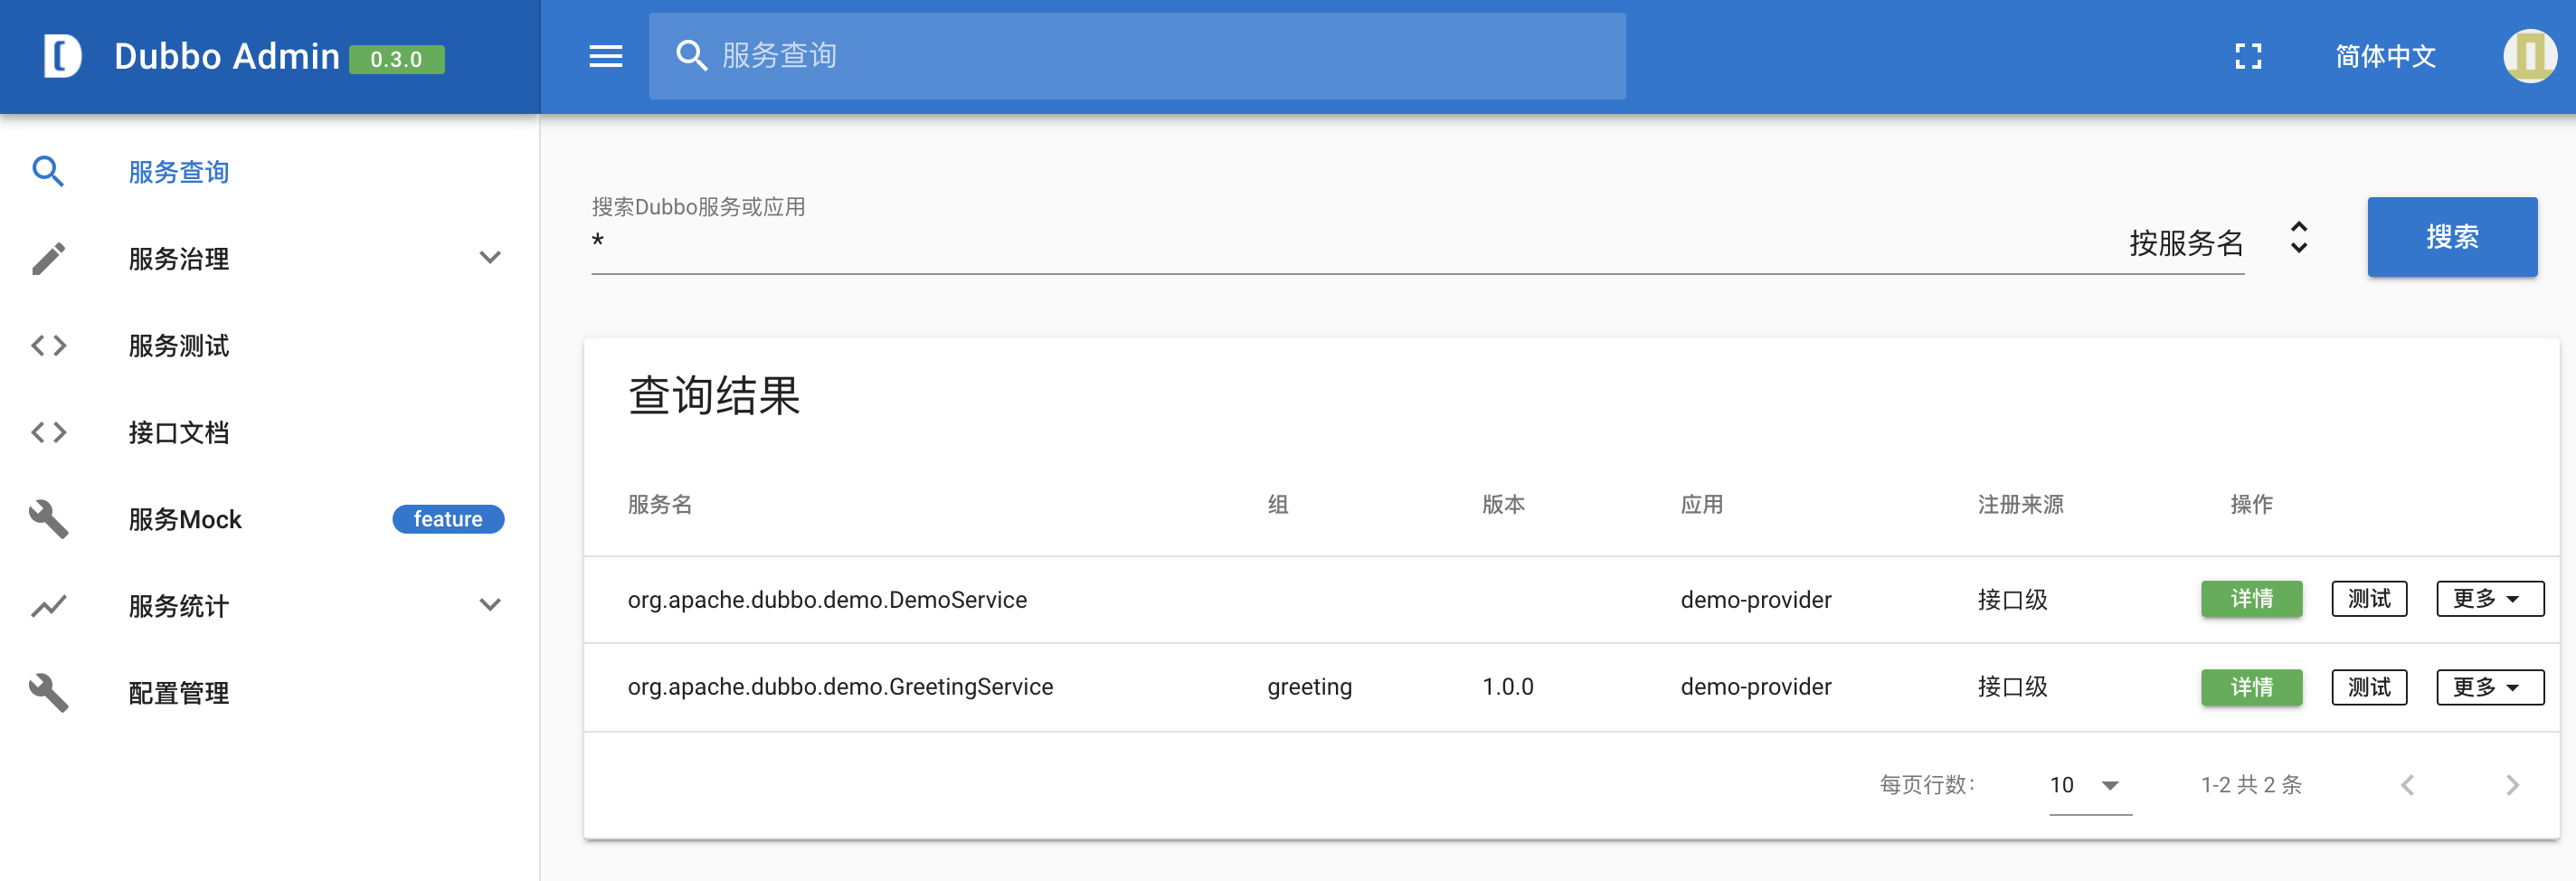 Dubbo Admin 0.3.0
服务查询
简体中文
服务查询
服务治理
服务测试
接口文档
服务Mock feature
服务统计
配置管理
搜索Dubbo服务或应用
* 按服务名
搜索
查询结果
服务名 组 版本 应用 注册来源 操作
org.apache.dubbo.demo.DemoService demo-provider 接口级 详情 测试 更多
org.apache.dubbo.demo.GreetingService greeting 1.0.0 demo-provider 接口级 详情 测试 更多
每页行数: 10 1-2 共 2 条